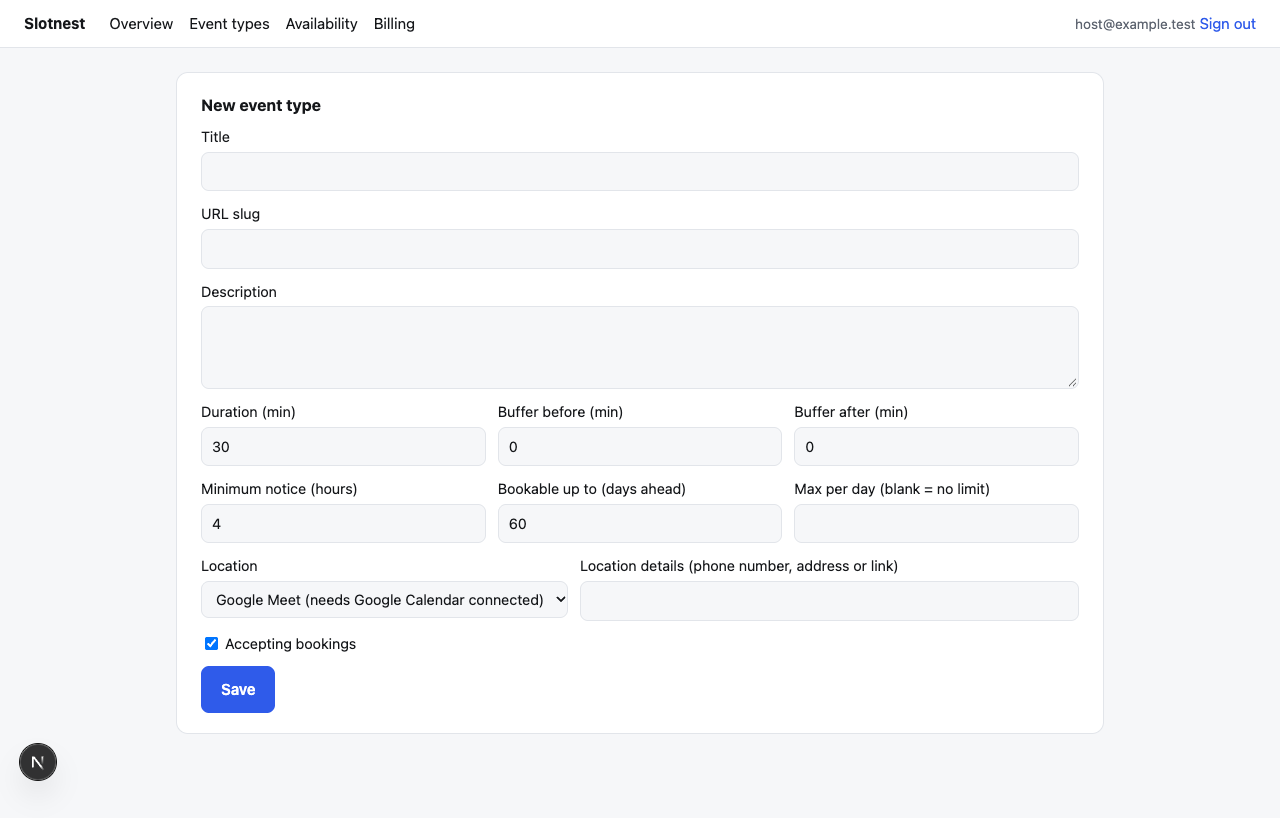 Slotnest Overview Event types Availability Billing host@example.test Sign out
New event type
Title
URL slug
Description
Duration (min) Buffer before (min) Buffer after (min)
30 0 0
Minimum notice (hours) Bookable up to (days ahead) Max per day (blank = no limit)
4 60
Location Location details (phone number, address or link)
Google Meet (needs Google Calendar connected)
Accepting bookings
Save
N